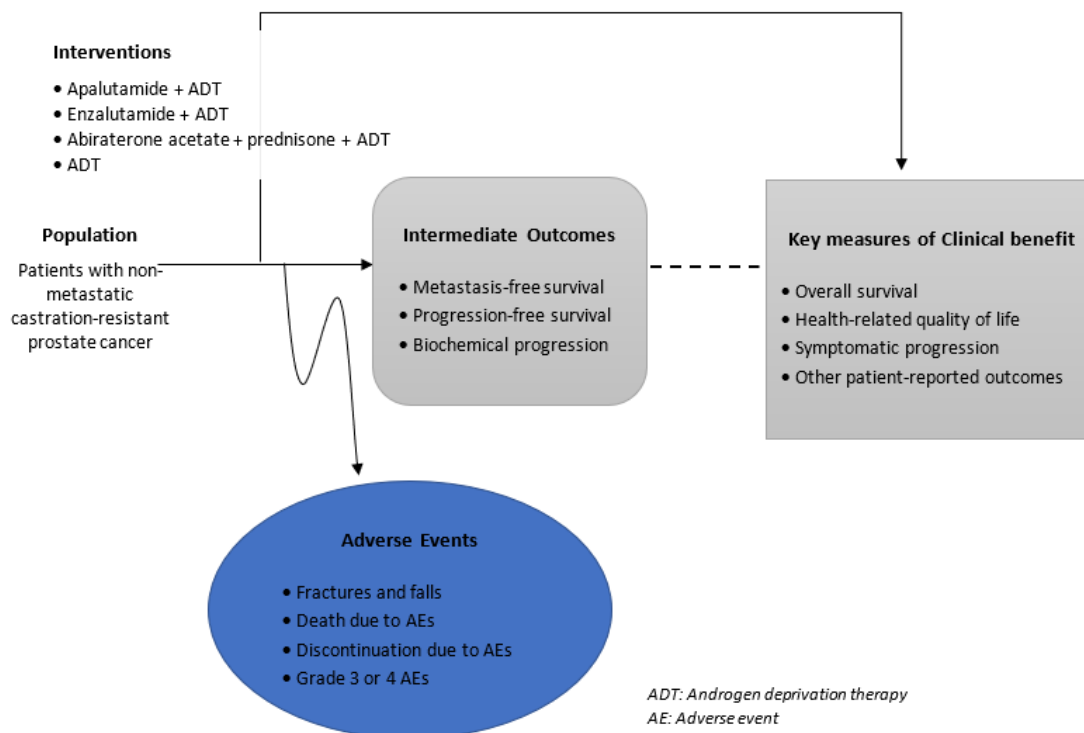 Interventions
• Apalutamide + ADT
• Enzalutamide + ADT
• Abiraterone acetate + prednisone + ADT
• ADT
Population
Patients with non-
metastatic
castration-resistant
prostate cancer
Intermediate Outcomes
• Metastasis-free survival
• Progression-free survival
• Biochemical progression
Key measures of Clinical benefit
• Overall survival
• Health-related quality of life
• Symptomatic progression
• Other patient-reported outcomes
Adverse Events
• Fractures and falls
• Death due to AEs
• Discontinuation due to AEs
• Grade 3 or 4 AEs
ADT: Androgen deprivation therapy
AE: Adverse event